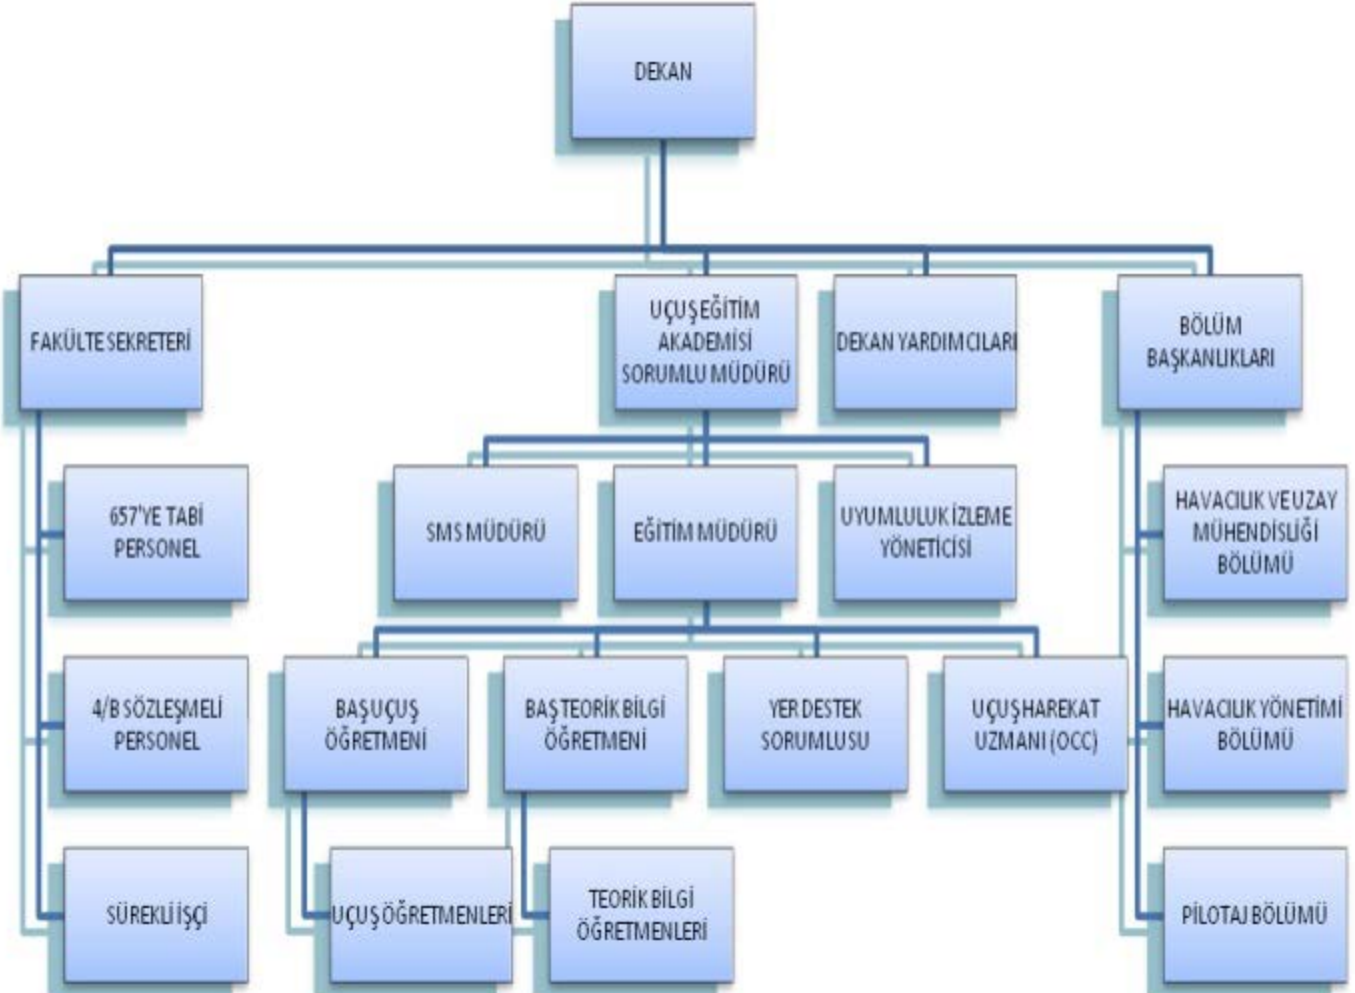 DEKAN
FAKÜLTE SEKRETERİ
UÇUŞ EĞİTİM
AKADEMİSİ
SORUMLU MÜDÜRÜ
DEKAN YARDIMCILARI
BÖLÜM
BAŞKANLIKLARI
657'YE TABİ
PERSONEL
SMS MÜDÜRÜ
EĞİTİM MÜDÜRÜ
UYUMLULUK İZLEME
YÖNETİCİSİ
HAVACILIK VE UZAY
MÜHENDİSLİĞİ
BÖLÜMÜ
4/B SÖZLEŞMELİ
PERSONEL
BAŞ UÇUŞ
ÖĞRETMENİ
BAŞ TEORİK BİLGİ
ÖĞRETMENİ
YER DESTEK
SORUMLUSU
UÇUŞ HAREKAT
UZMANI (OCC)
HAVACILIK YÖNETİMİ
BÖLÜMÜ
SÜREKLİ İŞÇİ
UÇUŞ ÖĞRETMENLERİ
TEORİK BİLGİ
ÖĞRETMENLERİ
PİLOTAJ BÖLÜMÜ